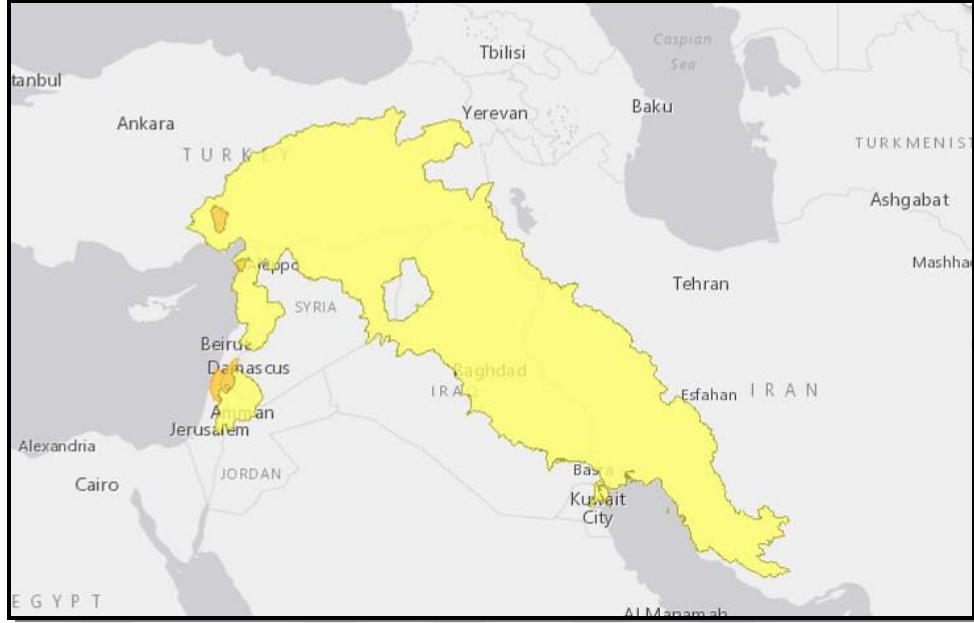 Caspian
Sea
Tbilisi
tanbul
Yerevan
Baku
Ankara
TURKEY
TURKMENIST
Ashgabat
Aleppo
Mashha
Tehran
SYRIA
Beirut
Damascus
Baghdad
IRAQ
Esfahan
IRAN
Amman
Jerusalem
Alexandria
Basra
JORDAN
Cairo
Kuwait
City
EGYPT
Al Manamah